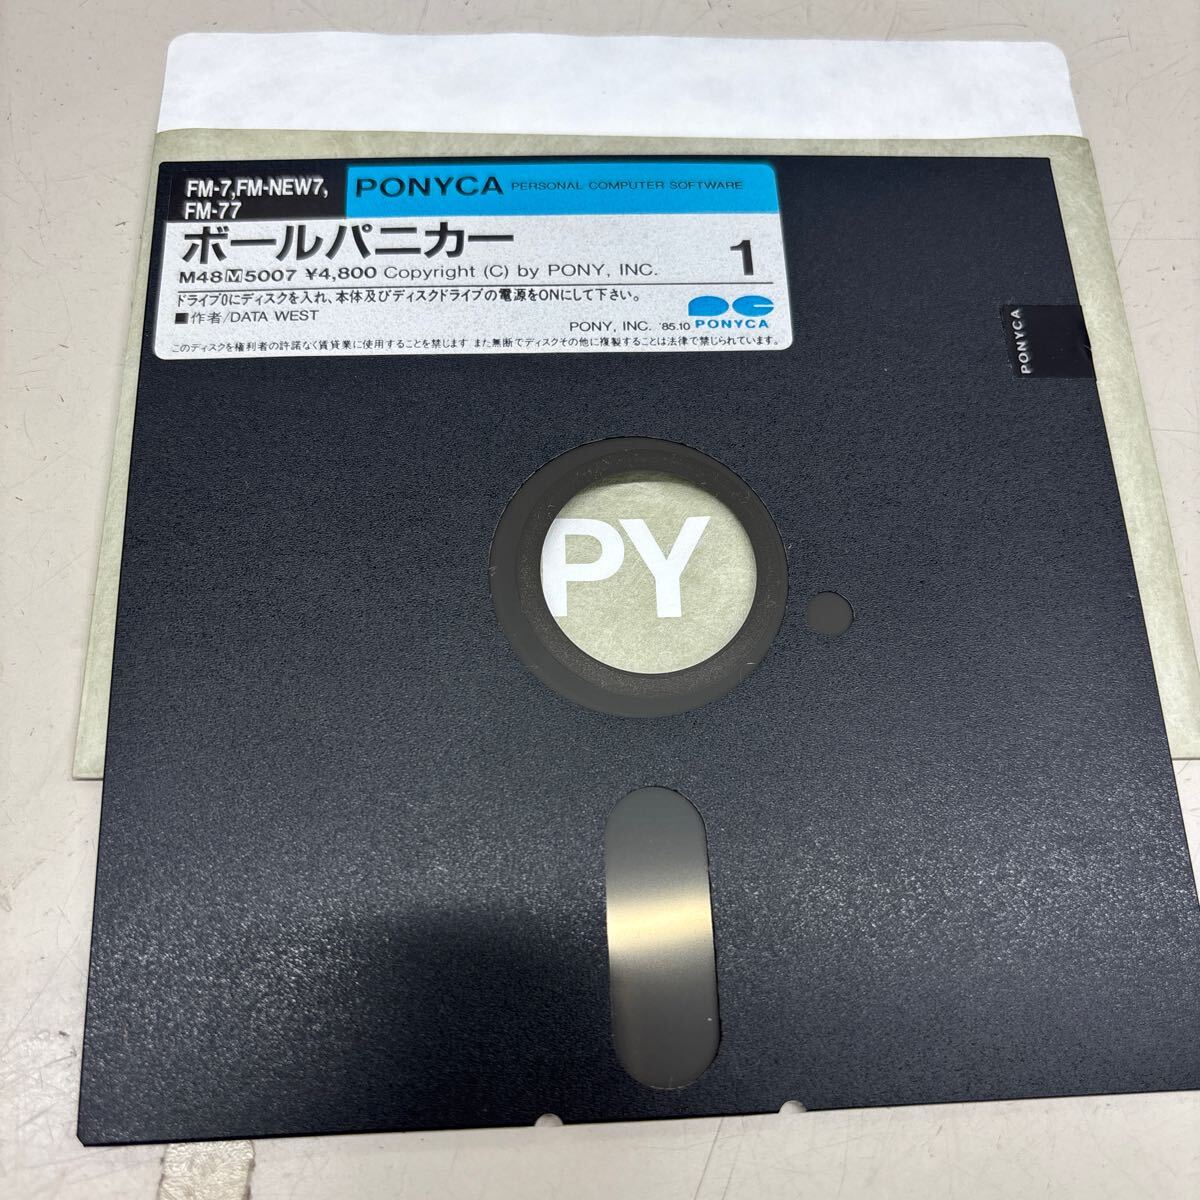 FM-7,FM-NEW7,
FM-77
PONYCA PERSONAL COMPUTER SOFTWARE
ボールパニカー
1
M48M5007 ¥4,800 Copyright (C) by PONY, INC.
ドライブ0にディスクを入れ、本体及びディスクドライブの電源をONにして下さい。
■作者/DATA WEST
PONY, INC. '85.10 PONYCA
このディスクを権利者の許諾なく賃貸業に使用することを禁じます また無断でディスクその他に複製することは法律で禁じられています。
PONYCA
PY